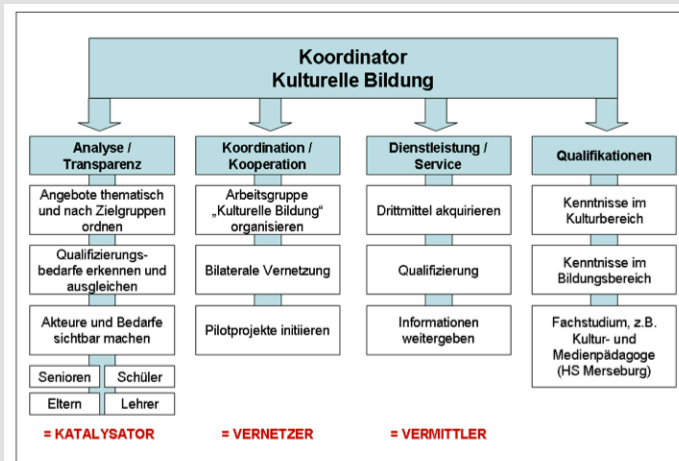 Koordinator
Kulturelle Bildung
Analyse /
Transparenz
Angebote thematisch
und nach Zielgruppen
ordnen
Qualifizierungs-
bedarfe erkennen und
ausgleichen
Akteure und Bedarfe
sichtbar machen
Senioren
Schüler
Eltern
Lehrer
= KATALYSATOR
Koordination /
Kooperation
Arbeitsgruppe
„Kulturelle Bildung“
organisieren
Bilaterale Vernetzung
Pilotprojekte initiieren
= VERNETZER
Dienstleistung /
Service
Drittmittel akquirieren
Qualifizierung
Informationen
weitergeben
= VERMITTLER
Qualifikationen
Kenntnisse im
Kulturbereich
Kenntnisse im
Bildungsbereich
Fachstudium, z.B.
Kultur- und
Medienpädagoge
(HS Merseburg)